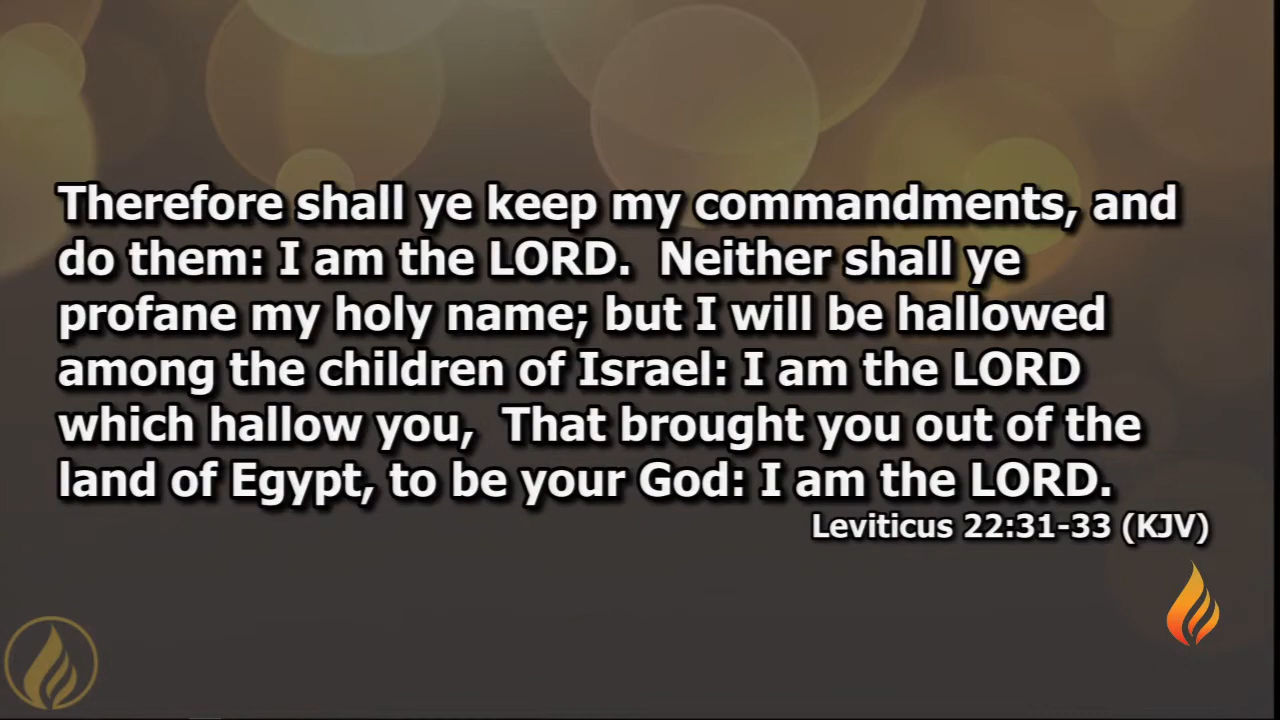 Therefore shall ye keep my commandments, and
do them: I am the LORD.  Neither shall ye
profane my holy name; but I will be hallowed
among the children of Israel: I am the LORD
which hallow you,  That brought you out of the
land of Egypt, to be your God: I am the LORD.
Leviticus 22:31-33 (KJV)